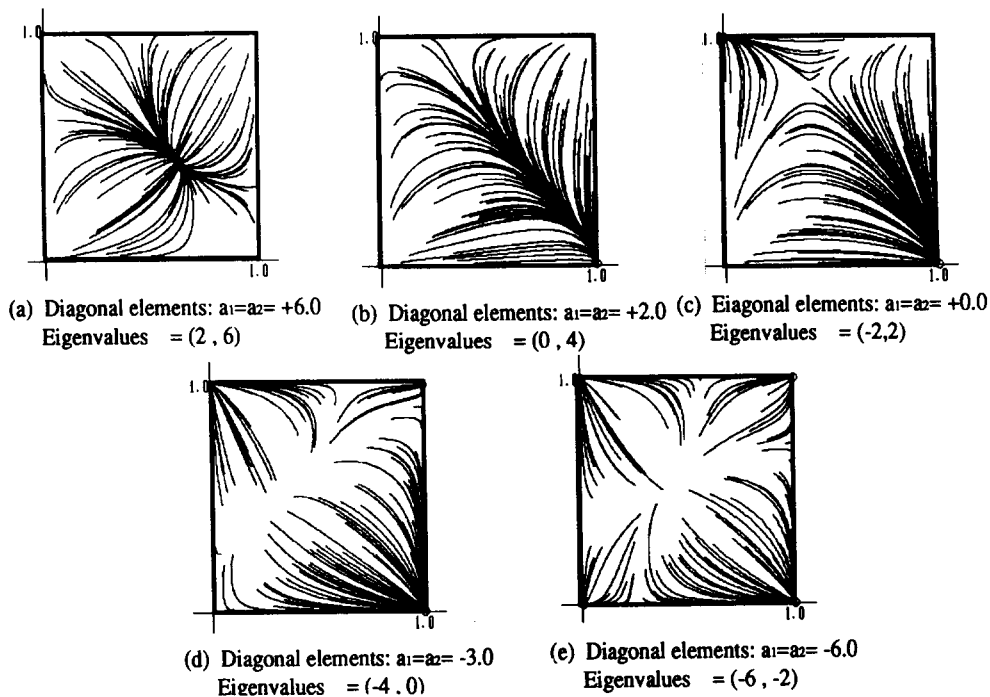 1.0
1.0
(a) Diagonal elements: a1=a2= +6.0
Eigenvalues = (2 , 6)
1.0
1.0
(b) Diagonal elements: a1=a2= +2.0
Eigenvalues = (0 , 4)
1.0
1.0
(c) Eiagonal elements: a1=a2= +0.0
Eigenvalues = (-2,2)
1.0
1.0
(d) Diagonal elements: a1=a2= -3.0
Eigenvalues = (-4 , 0)
1.0
1.0
(e) Diagonal elements: a1=a2= -6.0
Eigenvalues = (-6 , -2)